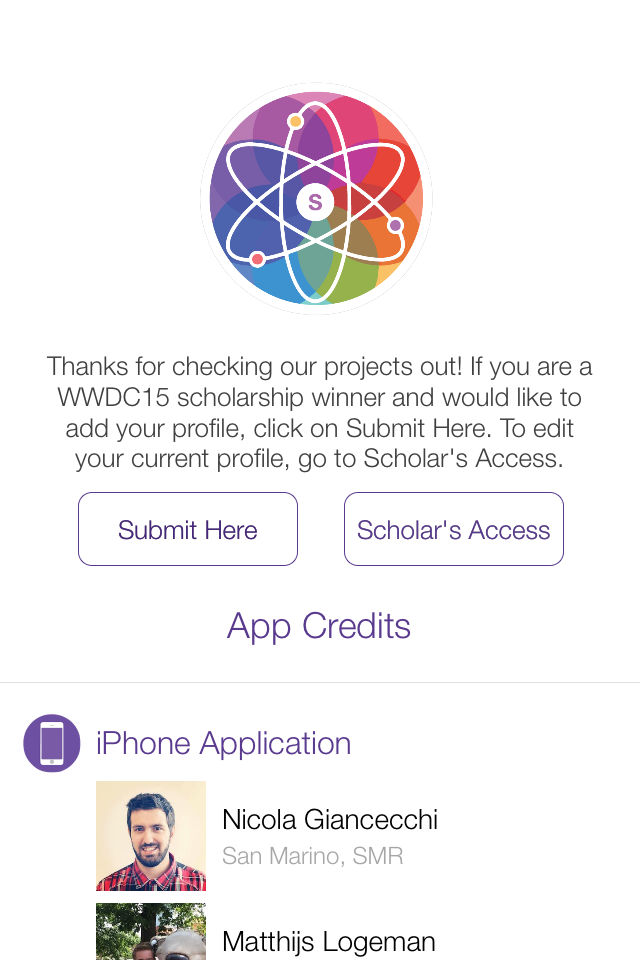 S
Thanks for checking our projects out! If you are a
WWDC15 scholarship winner and would like to
add your profile, click on Submit Here. To edit
your current profile, go to Scholar's Access.
Submit Here
Scholar's Access
App Credits
iPhone Application
Nicola Giancecchi
San Marino, SMR
Matthijs Logeman